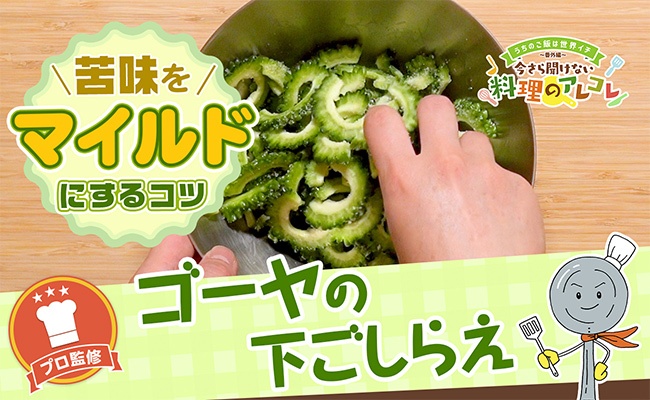 苦味を
マイルド
にするコツ
うちのご飯は世界イチ
～番外編～
今さら聞けない
料理のアレコレ
ゴーヤの
下ごしらえ
プロ監修